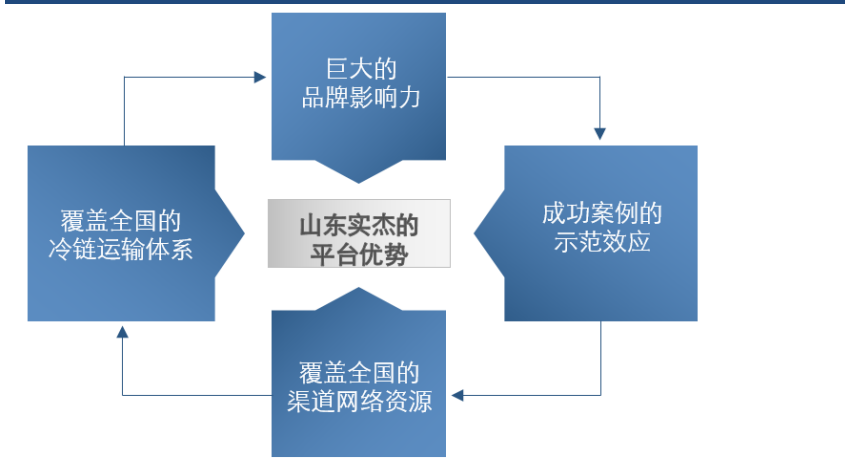 巨大的
品牌影响力
覆盖全国的
冷链运输体系
山东实杰的
平台优势
成功案例的
示范效应
覆盖全国的
渠道网络资源